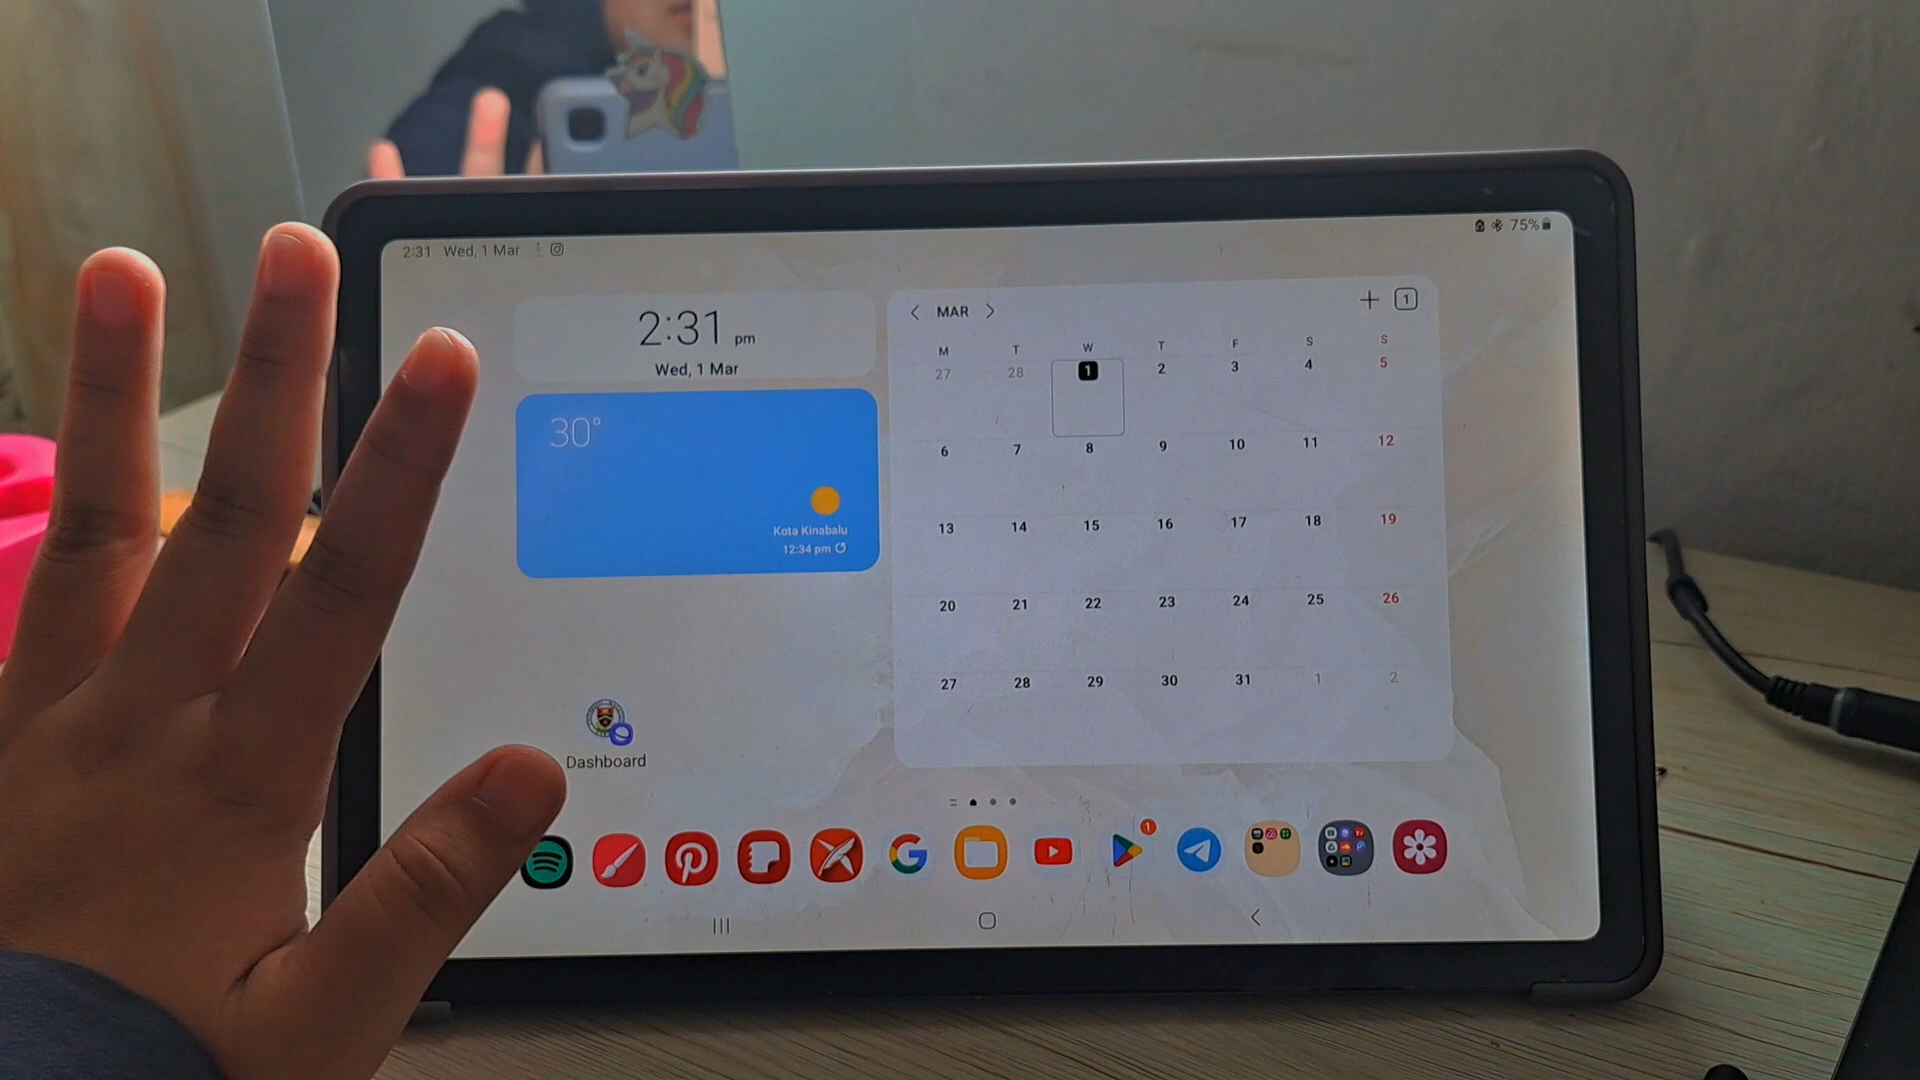 2:31 Wed, 1 Mar
75%
2:31 pm
Wed, 1 Mar
30°
Kota Kinabalu
12:34 pm
MAR
1
M T W T F S S
27 28 1 2 3 4 5
6 7 8 9 10 11 12
13 14 15 16 17 18 19
20 21 22 23 24 25 26
27 28 29 30 31 1 2
Dashboard
1